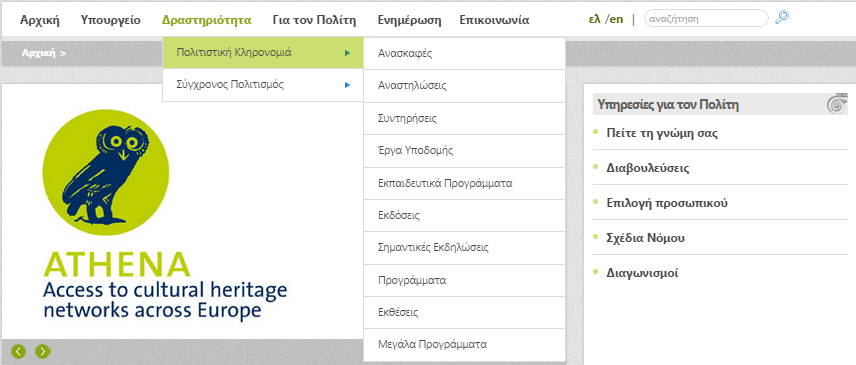 Αρχική Υπουργείο Δραστηριότητα Για τον Πολίτη Ενημέρωση Επικοινωνία ελ /en | αναζήτηση
Αρχική >
Πολιτιστική Κληρονομιά
Σύγχρονος Πολιτισμός
Ανασκαφές
Αναστηλώσεις
Συντηρήσεις
Έργα Υποδομής
Εκπαιδευτικά Προγράμματα
Εκδόσεις
Σημαντικές Εκδηλώσεις
Προγράμματα
Εκθέσεις
Μεγάλα Προγράμματα
ATHENA
Access to cultural heritage
networks across Europe
Υπηρεσίες για τον Πολίτη
Πείτε τη γνώμη σας
Διαβουλεύσεις
Επιλογή προσωπικού
Σχέδια Νόμου
Διαγωνισμοί